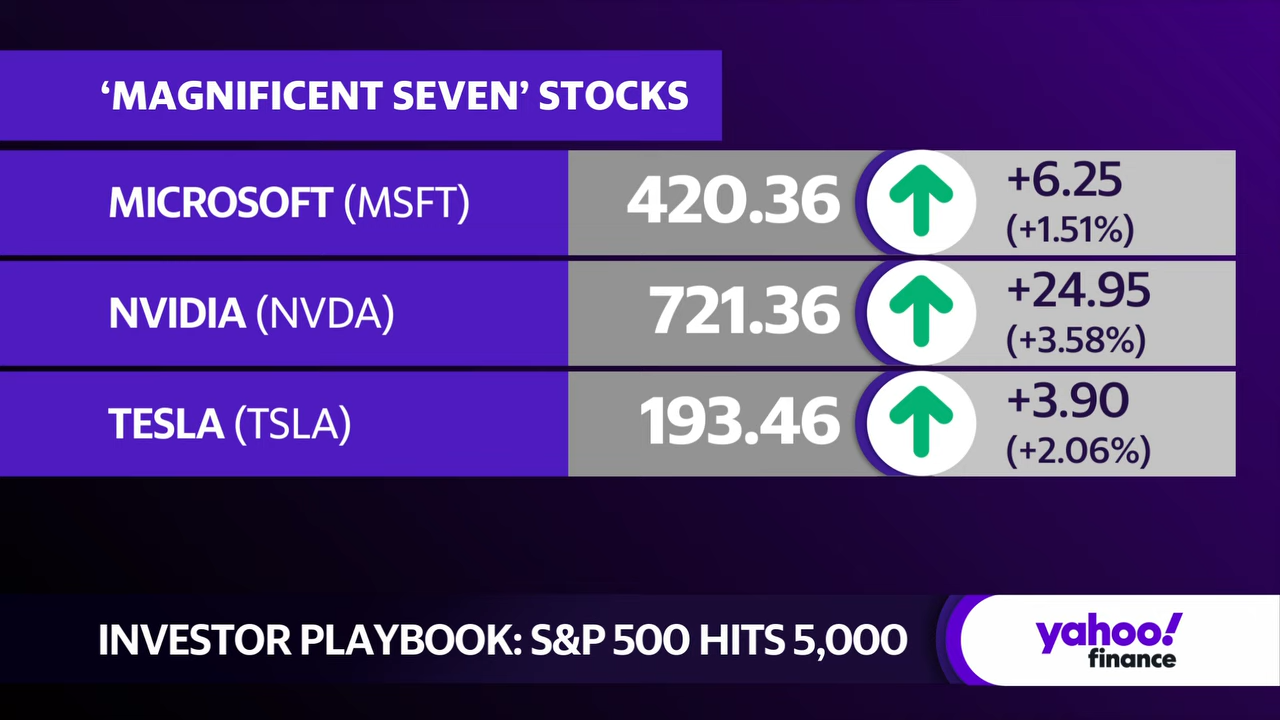 ‘MAGNIFICENT SEVEN’ STOCKS
MICROSOFT (MSFT) 420.36 +6.25
(+1.51%)
NVIDIA (NVDA) 721.36 +24.95
(+3.58%)
TESLA (TSLA) 193.46 +3.90
(+2.06%)
INVESTOR PLAYBOOK: S&P 500 HITS 5,000
yahoo!
finance